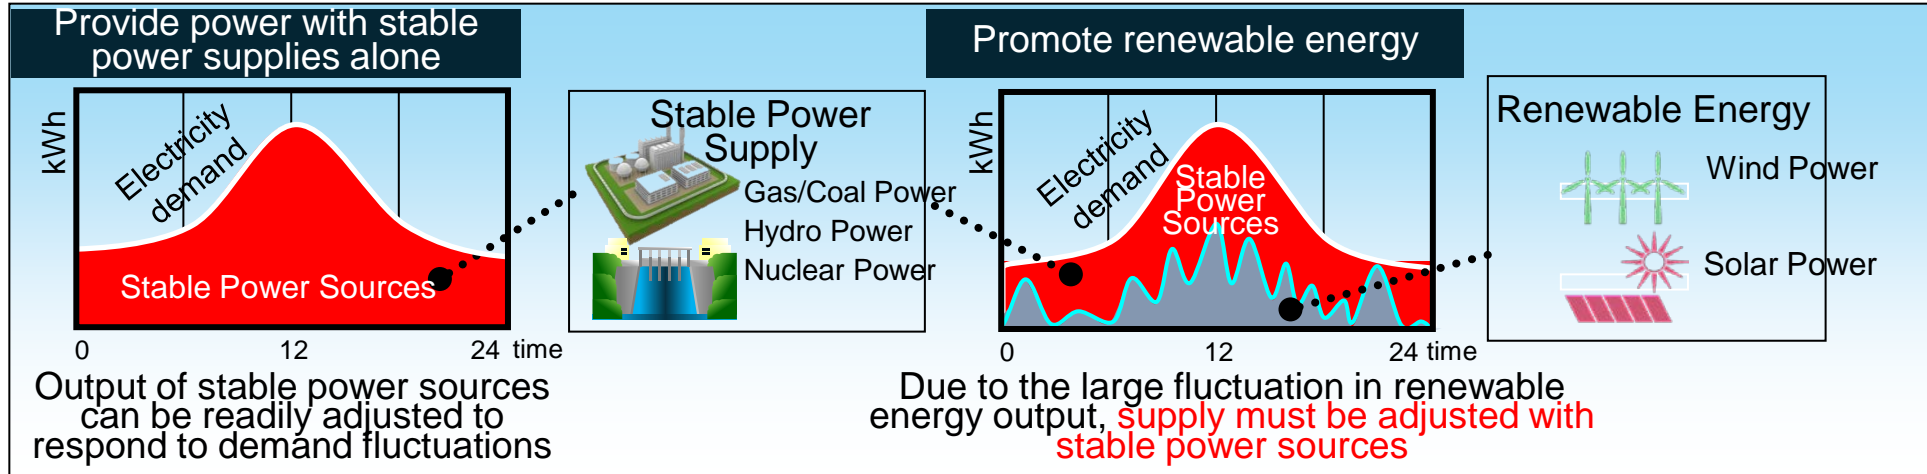 Provide power with stable
power supplies alone
kWh
Electricity
demand
Stable Power Sources
0
12
24
time
Output of stable power sources
can be readily adjusted to
respond to demand fluctuations
Stable Power
Supply
Gas/Coal Power
Hydro Power
Nuclear Power
Promote renewable energy
kWh
Electricity
demand
Stable
Power
Sources
0
12
24 time
Due to the large fluctuation in renewable
energy output, supply must be adjusted with
stable power sources
Renewable Energy
Wind Power
Solar Power